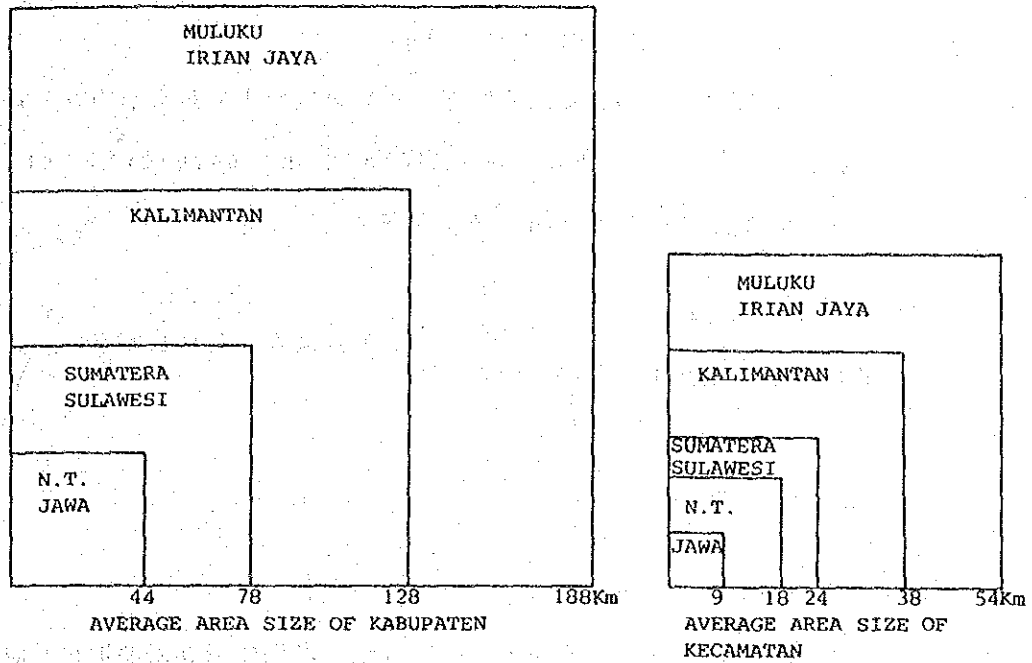 MULUKU
IRIAN JAYA
KALIMANTAN
SUMATERA
SULAWESI
N.T.
JAWA
44 78 128 188Km
AVERAGE AREA SIZE OF KABUPATEN
MULUKU
IRIAN JAYA
KALIMANTAN
SUMATERA
SULAWESI
N.T.
JAWA
9 18 24 38 54Km
AVERAGE AREA SIZE OF
KECAMATAN